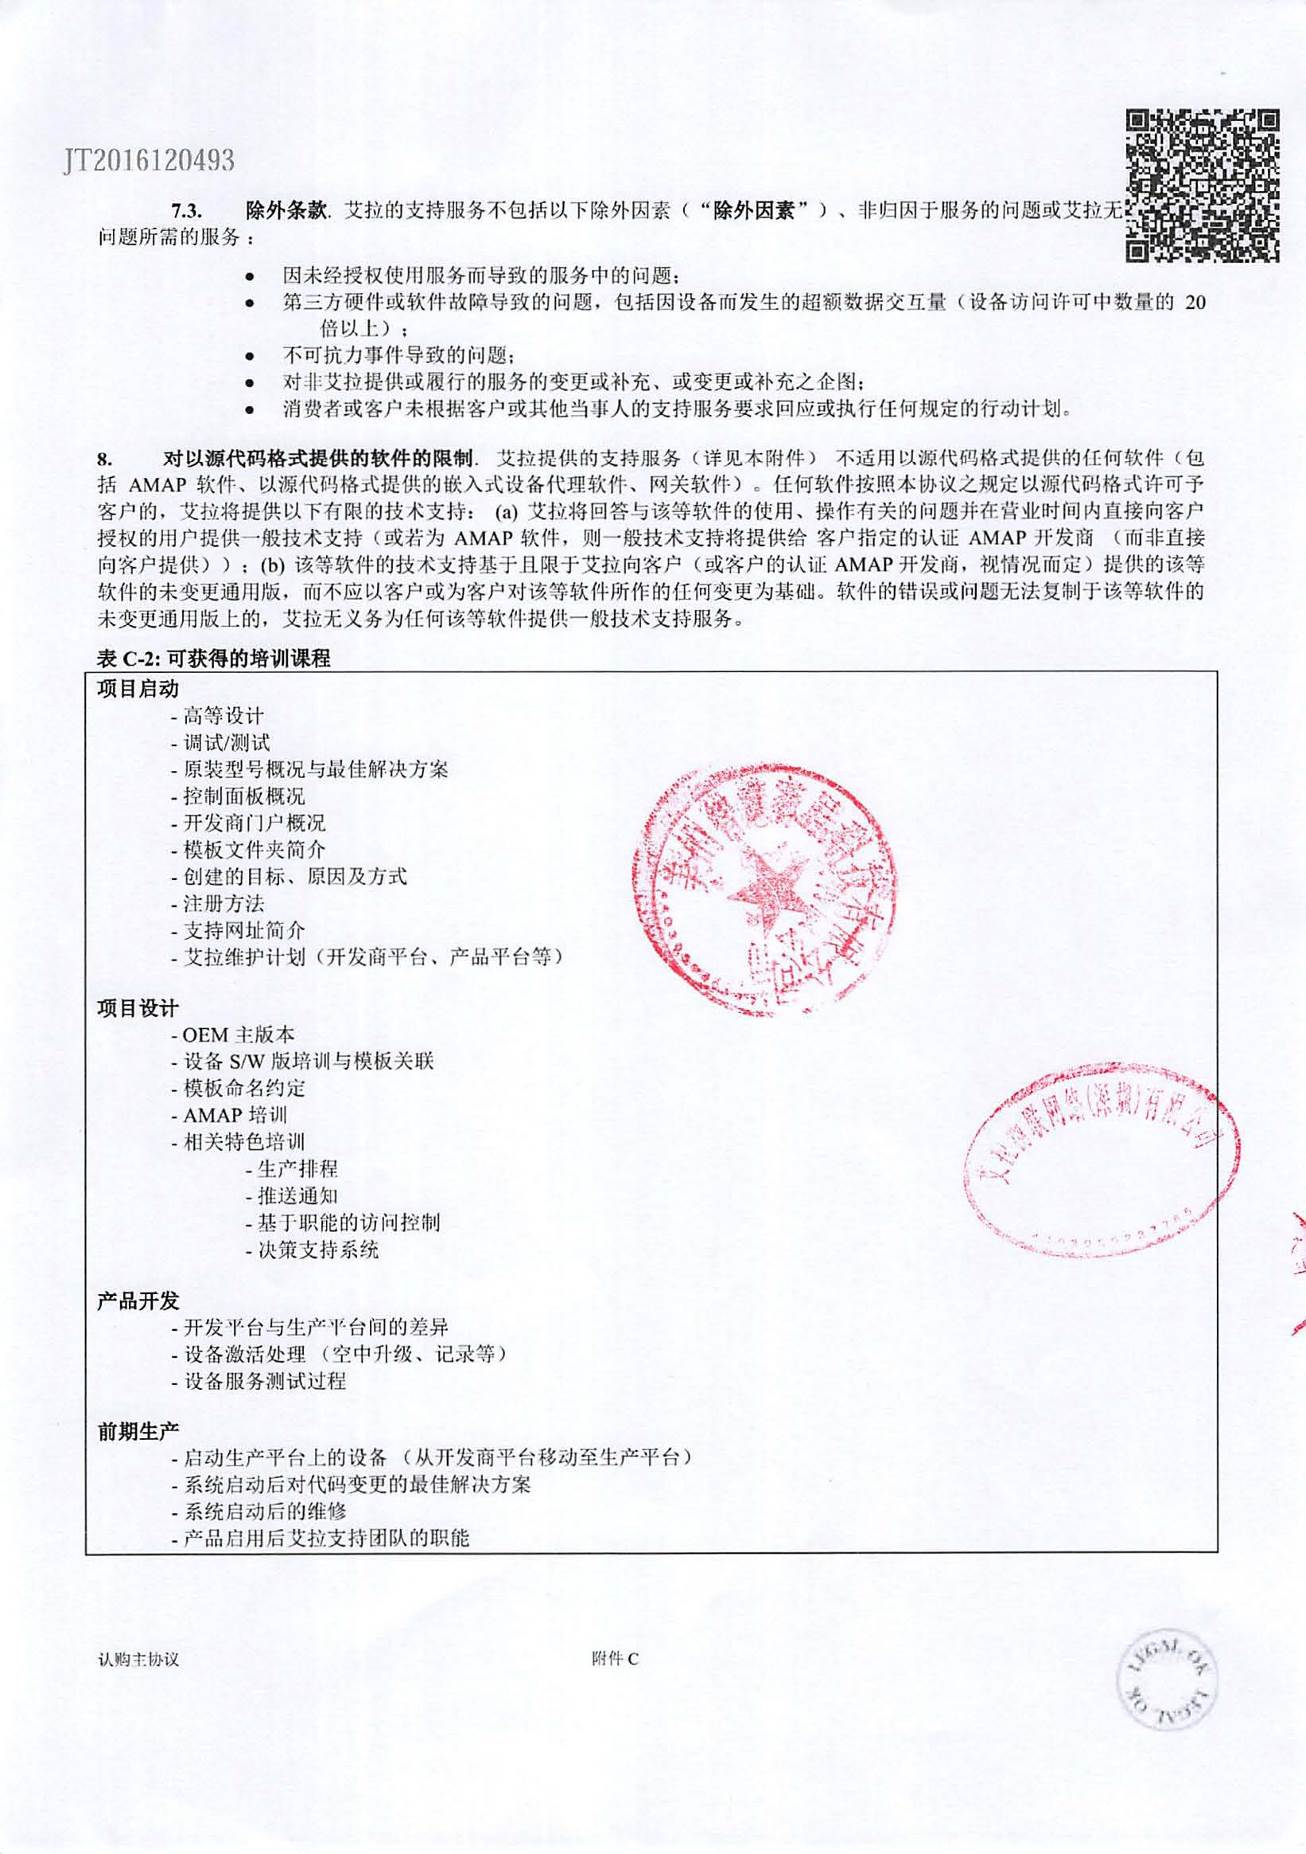 JT2016120493
7.3. 除外条款. 艾拉的支持服务不包括以下除外因素（“除外因素”）、非归因于服务的问题或艾拉无
问题所需的服务：
● 因未经授权使用服务而导致的服务中的问题;
● 第三方硬件或软件故障导致的问题，包括因设备而发生的超额数据交互量（设备访问许可中数量的 20
倍以上）;
● 不可抗力事件导致的问题;
● 对非艾拉提供或履行的服务的变更或补充、或变更或补充之企图;
● 消费者或客户未根据客户或其他当事人的支持服务要求回应或执行任何规定的行动计划。
8. 对以源代码格式提供的软件的限制. 艾拉提供的支持服务（详见本附件） 不适用以源代码格式提供的任何软件（包
括 AMAP 软件、以源代码格式提供的嵌入式设备代理软件、网关软件）。任何软件按照本协议之规定以源代码格式许可予
客户的，艾拉将提供以下有限的技术支持： (a) 艾拉将回答与该等软件的使用、操作有关的问题并在营业时间内直接向客户
授权的用户提供一般技术支持（或若为 AMAP 软件，则一般技术支持将提供给 客户指定的认证 AMAP 开发商 （而非直接
向客户提供））; (b) 该等软件的技术支持基于且限于艾拉向客户（或客户的认证 AMAP 开发商，视情况而定）提供的该等
软件的未变更通用版，而不应以客户或为客户对该等软件所作的任何变更为基础。软件的错误或问题无法复制于该等软件的
未变更通用版上的，艾拉无义务为任何该等软件提供一般技术支持服务。
表 C-2: 可获得的培训课程
项目启动
- 高等设计
- 调试/测试
- 原装型号概况与最佳解决方案
- 控制面板概况
- 开发商门户概况
- 模板文件夹简介
- 创建的目标、原因及方式
- 注册方法
- 支持网址简介
- 艾拉维护计划（开发商平台、产品平台等）
项目设计
- OEM 主版本
- 设备 S/W 版培训与模板关联
- 模板命名约定
- AMAP 培训
- 相关特色培训
- 生产排程
- 推送通知
- 基于职能的访问控制
- 决策支持系统
艾拉物联网络(深圳)有限公司
产品开发
- 开发平台与生产平台间的差异
- 设备激活处理 （空中升级、记录等）
- 设备服务测试过程
前期生产
- 启动生产平台上的设备 （从开发商平台移动至生产平台）
- 系统启动后对代码变更的最佳解决方案
- 系统启动后的维修
- 产品启用后艾拉支持团队的职能
认购主协议
附件 C
LEGAL OK LEGAL OK